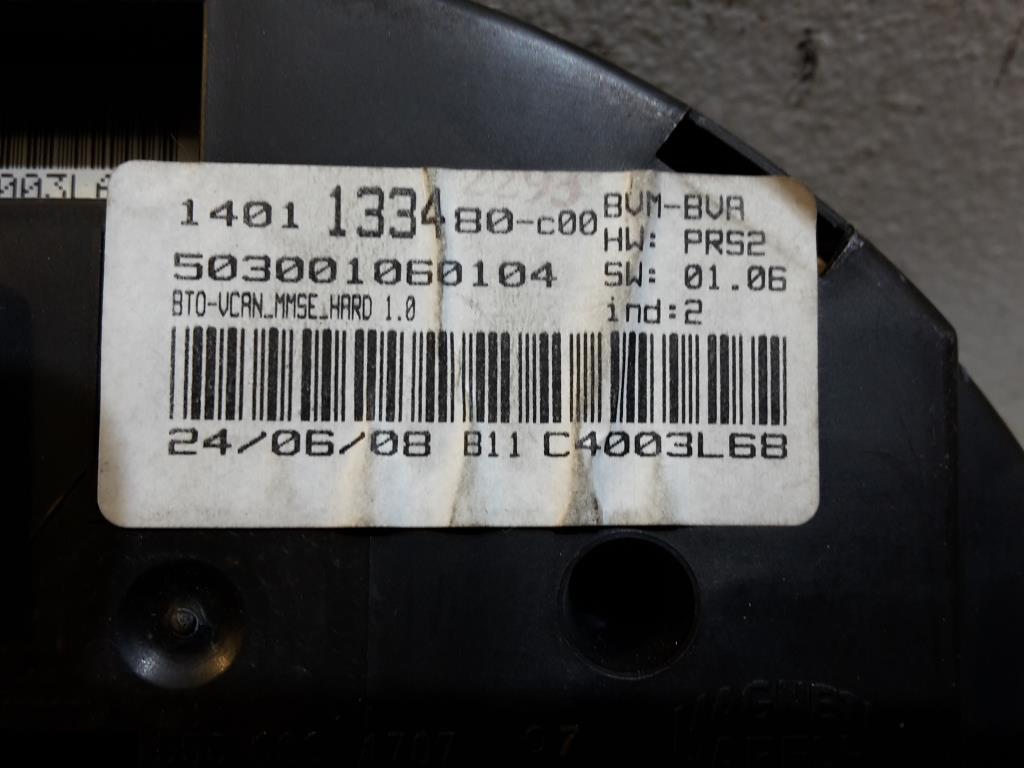 003LA
1401 133480-c00 BVM-BVA
HW: PRS2
503001060104 SW: 01.06
BTO-VCAN_MMSE_HARD 1.0 ind:2
24/06/08 B11 C4003L68